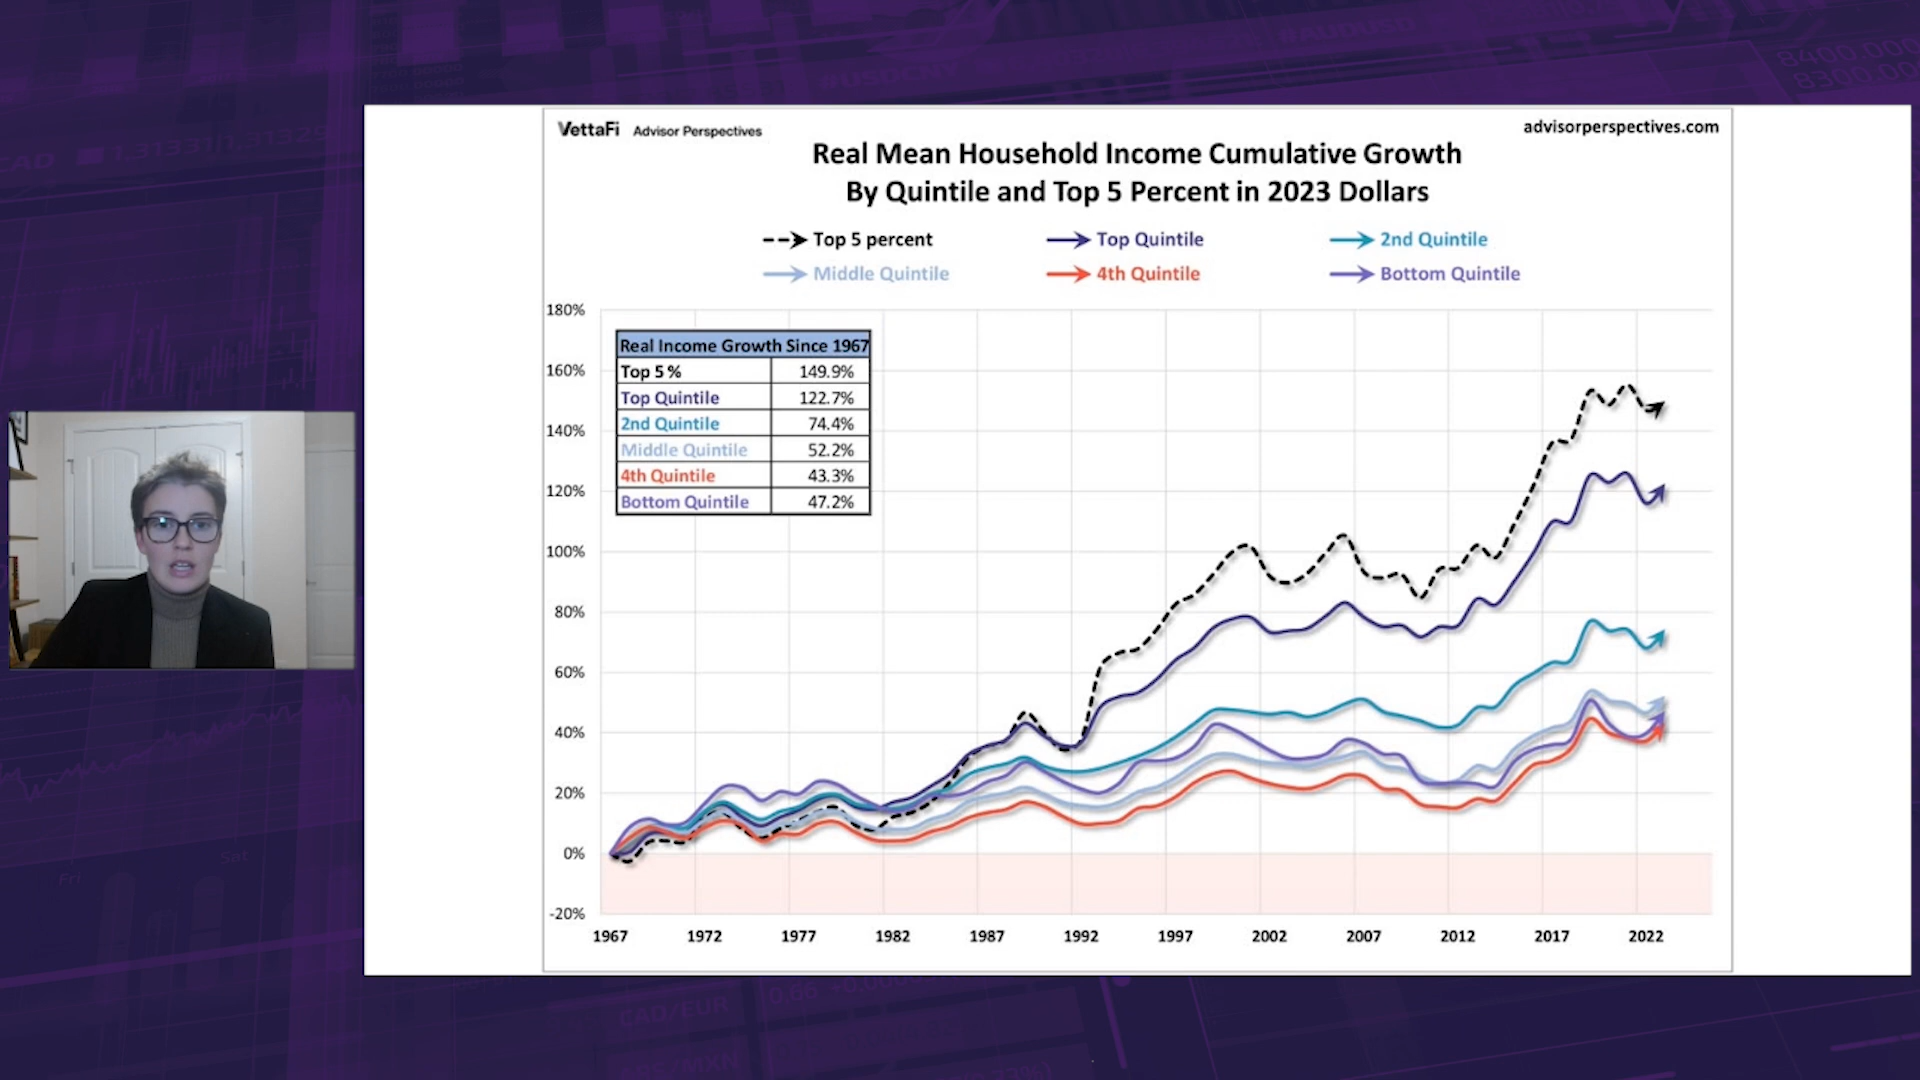 VettaFi Advisor Perspectives
advisorperspectives.com
Real Mean Household Income Cumulative Growth
By Quintile and Top 5 Percent in 2023 Dollars
Top 5 percent
Top Quintile
2nd Quintile
Middle Quintile
4th Quintile
Bottom Quintile
180%
160%
140%
120%
100%
80%
60%
40%
20%
0%
-20%
Real Income Growth Since 1967
Top 5 % 149.9%
Top Quintile 122.7%
2nd Quintile 74.4%
Middle Quintile 52.2%
4th Quintile 43.3%
Bottom Quintile 47.2%
1967 1972 1977 1982 1987 1992 1997 2002 2007 2012 2017 2022
Fri
Sat
CAD/EUR